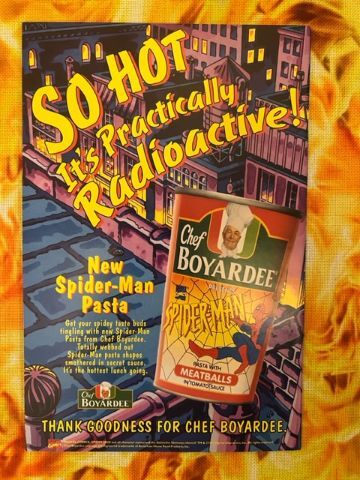 SO HOT
It's Practically
Radioactive!
New
Spider-Man
Pasta
Get your spidey taste buds
tingling with new Spider-Man
Pasta from Chef Boyardee.
Totally webbed out
Spider-Man pasta shapes
smothered in secret sauce.
It's the hottest lunch going.
Chef
BOYARDEE
Chef
BOYARDEE
SPIDER-MAN
PASTA WITH
MEATBALLS
IN TOMATO SAUCE
THANK GOODNESS FOR CHEF BOYARDEE.